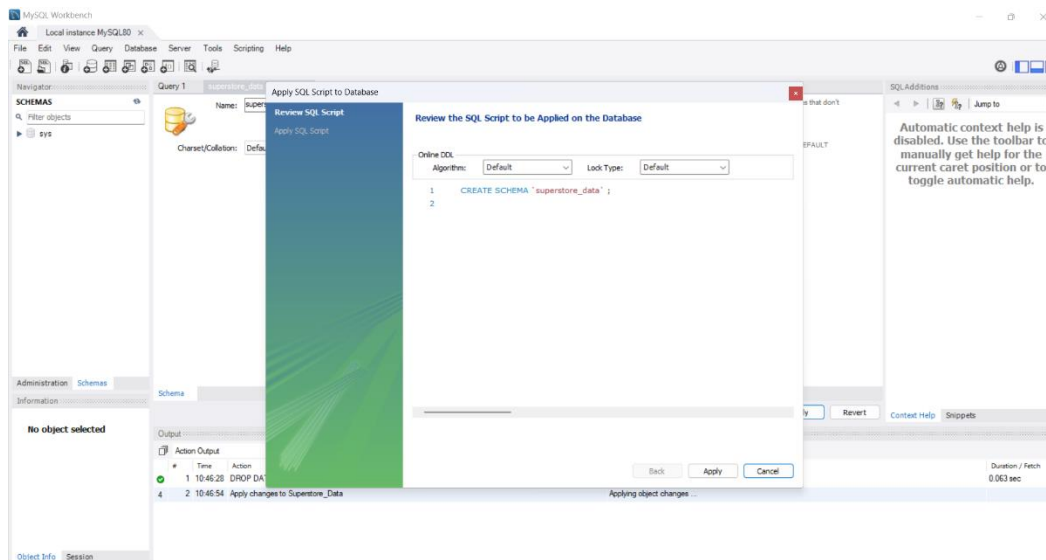 MySQL Workbench
Local instance MySQL80 ×
File Edit View Query Database Server Tools Scripting Help
Navigator
SCHEMAS
Filter objects
sys
Administration Schemas
Information
No object selected
Object Info Session
Query 1 superstore_data
Name: supers
Charset/Collation: Defau
s that don't
EFAULT
Schema
ly Revert
Apply SQL Script to Database
Review SQL Script
Apply SQL Script
Review the SQL Script to be Applied on the Database
Online DDL
Algorithm: Default Lock Type: Default
1 CREATE SCHEMA `superstore_data` ;
2
Back Apply Cancel
SQLAdditions
Jump to
Automatic context help is
disabled. Use the toolbar to
manually get help for the
current caret position or to
toggle automatic help.
Context Help Snippets
Output
Action Output
# Time Action Duration / Fetch
1 10:46:28 DROP DAT 0.063 sec
4 2 10:46:54 Apply changes to Superstore_Data Applying object changes ...